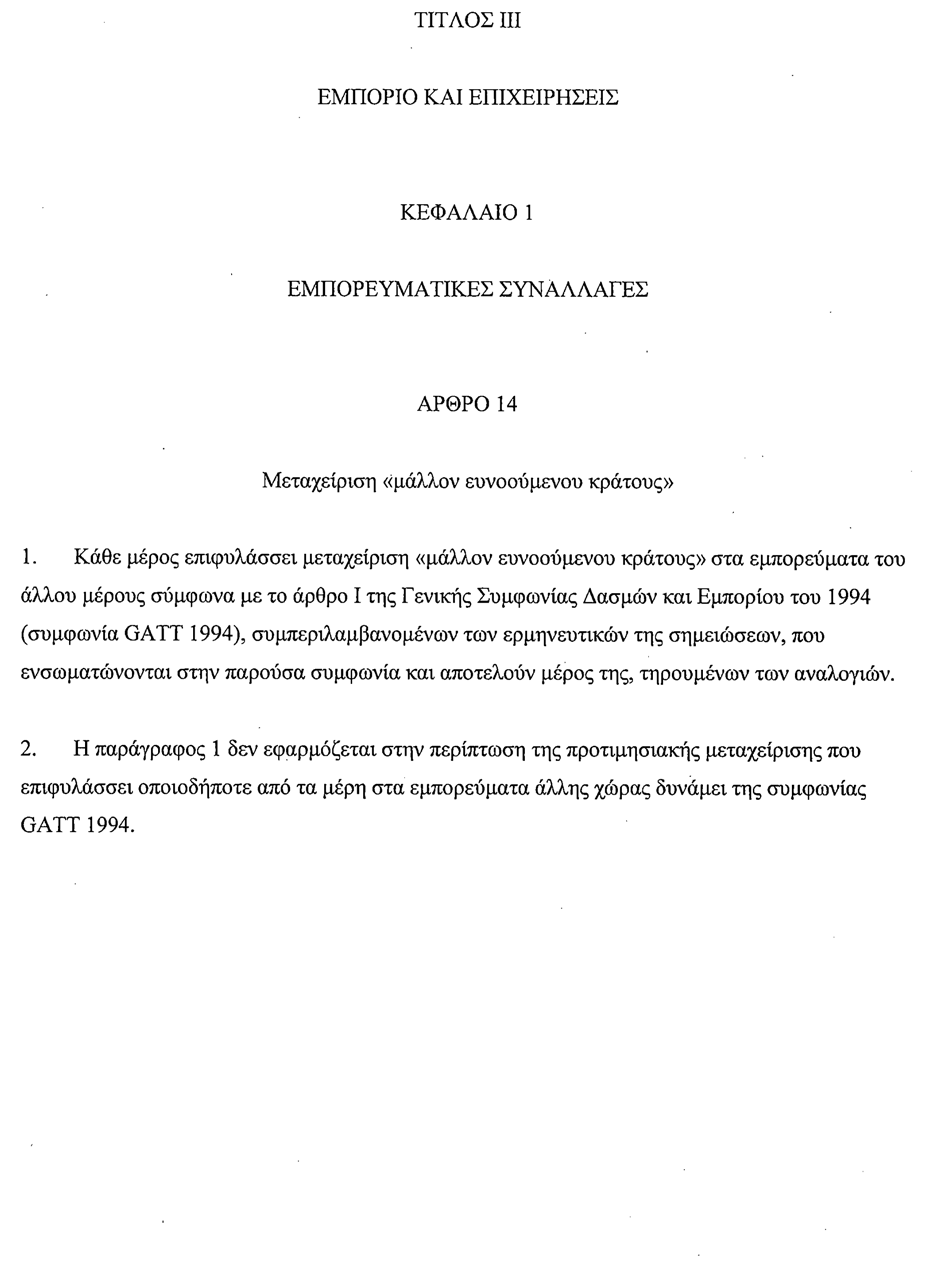 ΤΙΤΛΟΣ ΙΙΙ
ΕΜΠΟΡΙΟ ΚΑΙ ΕΠΙΧΕΙΡΗΣΕΙΣ
ΚΕΦΑΛΑΙΟ 1
ΕΜΠΟΡΕΥΜΑΤΙΚΕΣ ΣΥΝΑΛΛΑΓΕΣ
ΑΡΘΡΟ 14
Μεταχείριση «μάλλον ευνοούμενου κράτους»
1. Κάθε μέρος επιφυλάσσει μεταχείριση «μάλλον ευνοούμενου κράτους» στα εμπορεύματα του
άλλου μέρους σύμφωνα με το άρθρο Ι της Γενικής Συμφωνίας Δασμών και Εμπορίου του 1994
(συμφωνία GATT 1994), συμπεριλαμβανομένων των ερμηνευτικών της σημειώσεων, που
ενσωματώνονται στην παρούσα συμφωνία και αποτελούν μέρος της, τηρουμένων των αναλογιών.
2. Η παράγραφος 1 δεν εφαρμόζεται στην περίπτωση της προτιμησιακής μεταχείρισης που
επιφυλάσσει οποιοδήποτε από τα μέρη στα εμπορεύματα άλλης χώρας δυνάμει της συμφωνίας
GATT 1994.